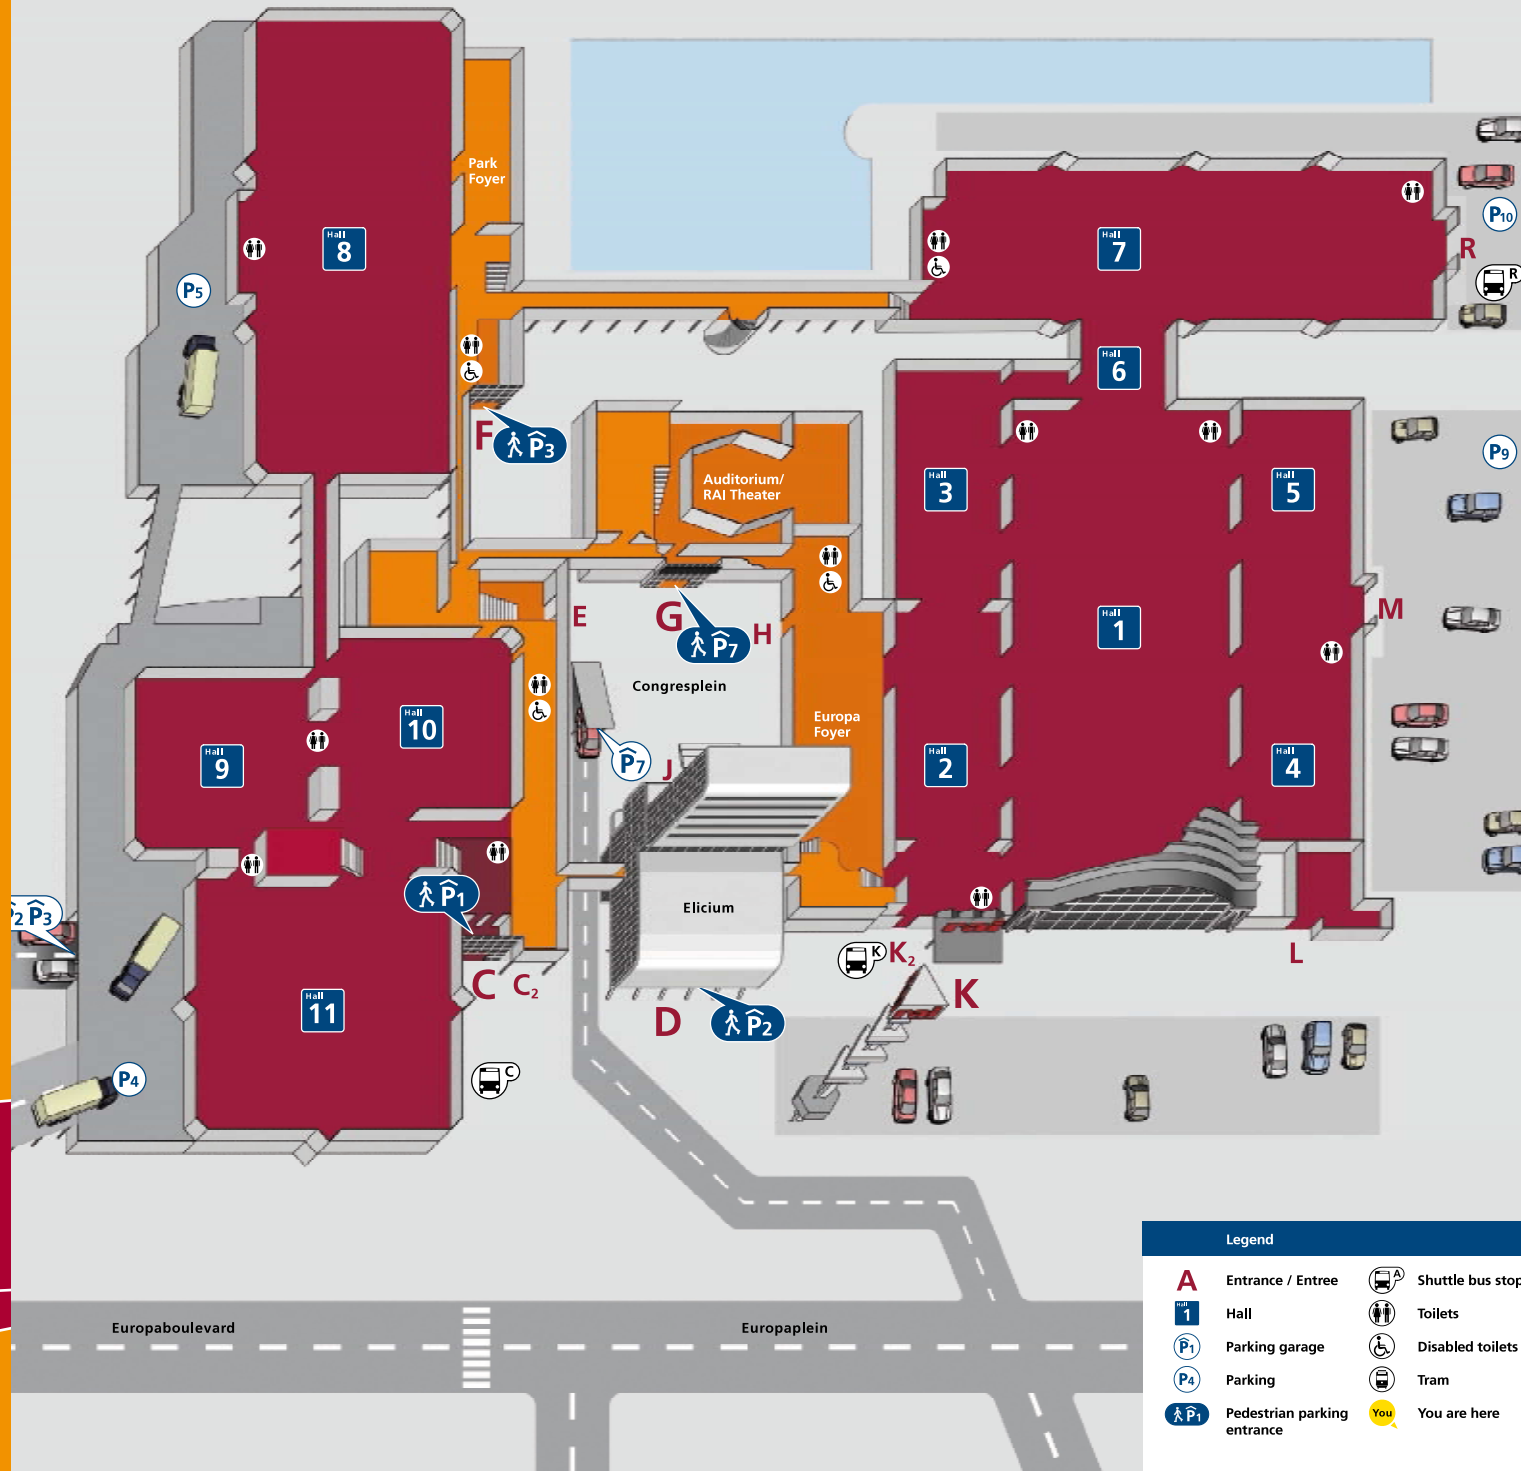 Park
Foyer
Hall
8
Hall
7
R
P10
R
P5
Hall
6
F
P3
P9
Auditorium/
RAI Theater
Hall
3
Hall
5
E
G
H
P7
M
Hall
1
Congresplein
Hall
10
Europa
Foyer
Hall
9
P7
J
Hall
2
Hall
4
P1
P3
Elicium
K
K2
L
C
C2
K
Hall
11
D
P2
rai
rai
C
P4
Legend
A Entrance / Entree
A Shuttle bus stop
Hall
1 Hall
Toilets
P1 Parking garage
Disabled toilets
P4 Parking
Tram
P1 Pedestrian parking
entrance
You You are here
Europaboulevard
Europaplein